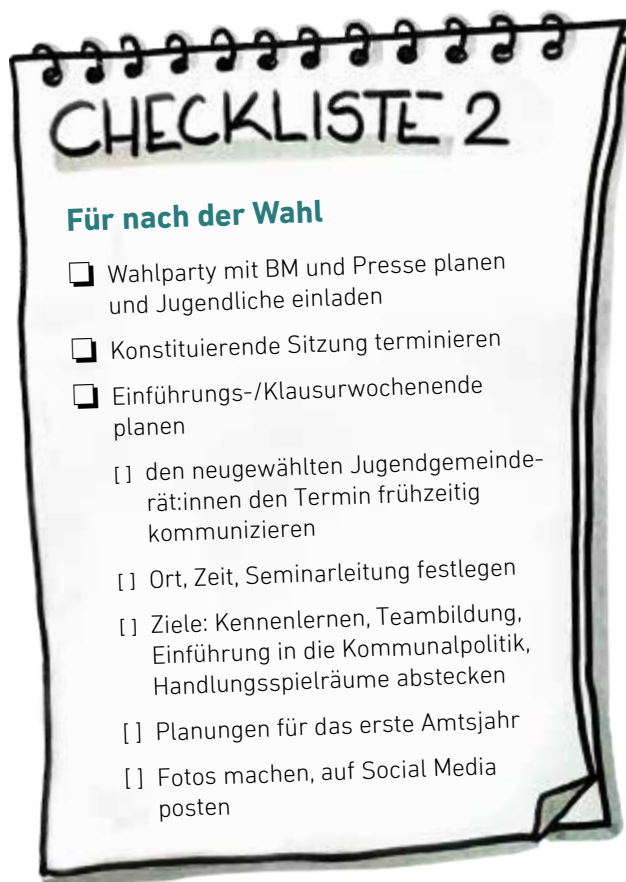 CHECKLISTE 2
Für nach der Wahl
Wahlparty mit BM und Presse planen
und Jugendliche einladen
Konstituierende Sitzung terminieren
Einführungs-/Klausurwochenende
planen
[ ] den neugewählten Jugendgemeinde-
rät:innen den Termin frühzeitig
kommunizieren
[ ] Ort, Zeit, Seminarleitung festlegen
[ ] Ziele: Kennenlernen, Teambildung,
Einführung in die Kommunalpolitik,
Handlungsspielräume abstecken
[ ] Planungen für das erste Amtsjahr
[ ] Fotos machen, auf Social Media
posten